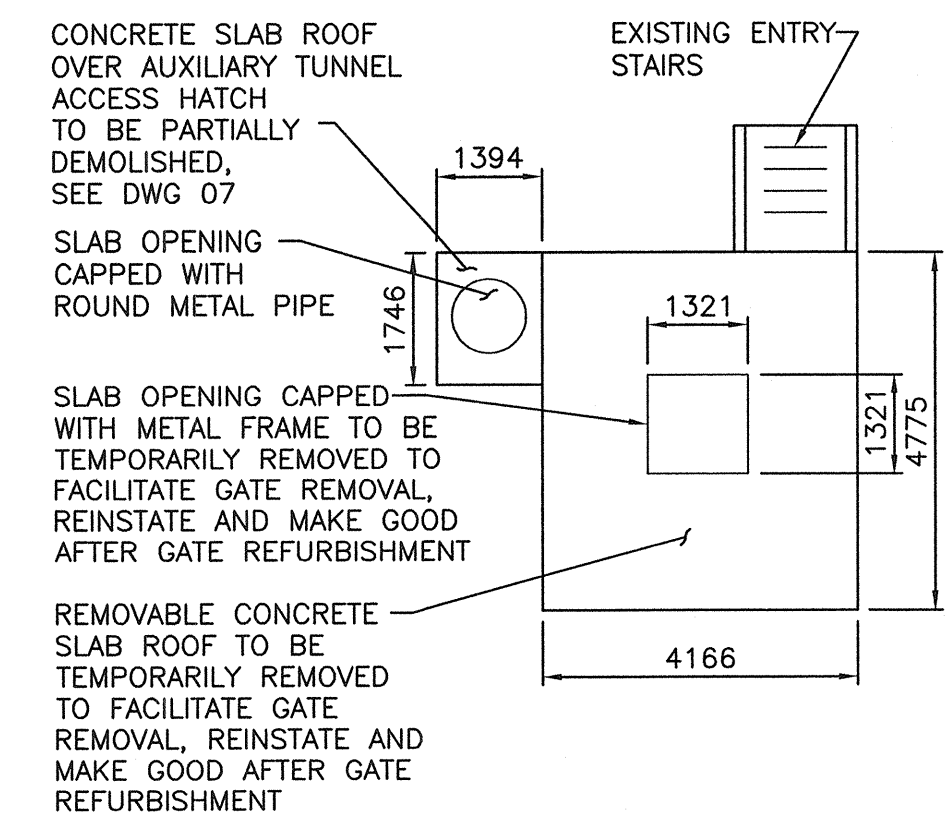 CONCRETE SLAB ROOF
OVER AUXILIARY TUNNEL
ACCESS HATCH
TO BE PARTIALLY
DEMOLISHED,
SEE DWG 07
EXISTING ENTRY
STAIRS
1394
SLAB OPENING
CAPPED WITH
ROUND METAL PIPE
1746
1321
SLAB OPENING CAPPED
WITH METAL FRAME TO BE
TEMPORARILY REMOVED TO
FACILITATE GATE REMOVAL,
REINSTATE AND MAKE GOOD
AFTER GATE REFURBISHMENT
1321
4775
REMOVABLE CONCRETE
SLAB ROOF TO BE
TEMPORARILY REMOVED
TO FACILITATE GATE
REMOVAL, REINSTATE AND
MAKE GOOD AFTER GATE
REFURBISHMENT
4166